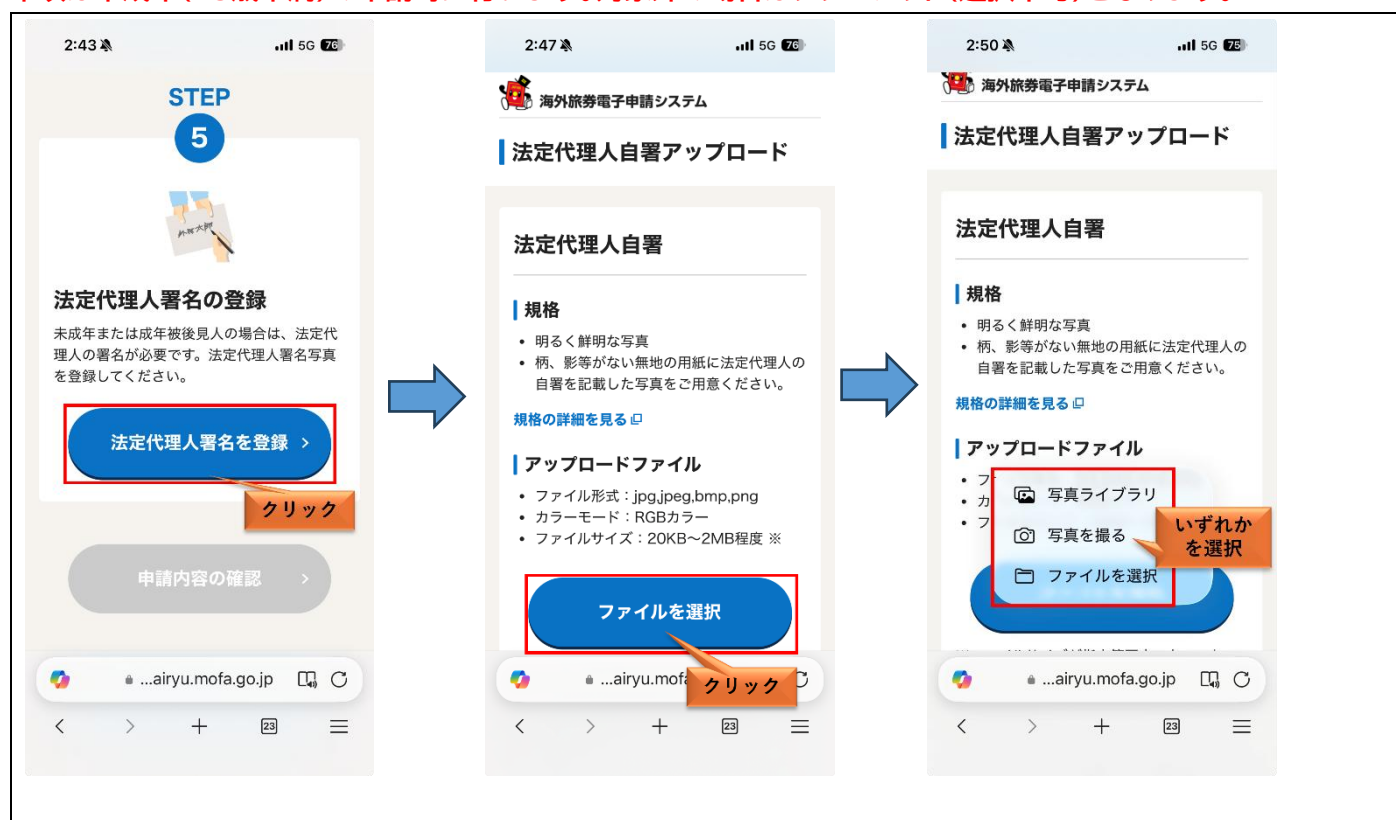 2:43
5G 76
STEP
5
外務太郎
法定代理人署名の登録
未成年または成年被後見人の場合は、法定代
理人の署名が必要です。法定代理人署名写真
を登録してください。
法定代理人署名を登録 >
クリック
申請内容の確認 >
...airyu.mofa.go.jp
23
2:47
5G 76
海外旅券電子申請システム
法定代理人自署アップロード
法定代理人自署
規格
• 明るく鮮明な写真
• 柄、影等がない無地の用紙に法定代理人の
自署を記載した写真をご用意ください。
規格の詳細を見る
アップロードファイル
• ファイル形式：jpg,jpeg,bmp,png
• カラーモード：RGBカラー
• ファイルサイズ：20KB～2MB程度 ※
ファイルを選択
クリック
...airyu.mofa
23
2:50
5G 75
海外旅券電子申請システム
法定代理人自署アップロード
法定代理人自署
規格
• 明るく鮮明な写真
• 柄、影等がない無地の用紙に法定代理人の
自署を記載した写真をご用意ください。
規格の詳細を見る
アップロードファイル
• フ
• カ
• フ
写真ライブラリ
写真を撮る
ファイルを選択
いずれか
を選択
...airyu.mofa.go.jp
23